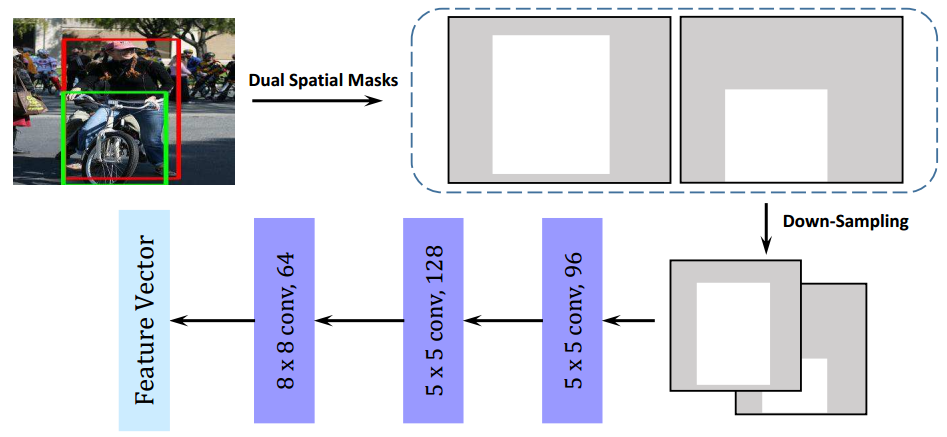 Dual Spatial Masks
Down-Sampling
5 x 5 conv, 96
5 x 5 conv, 128
8 x 8 conv, 64
Feature Vector